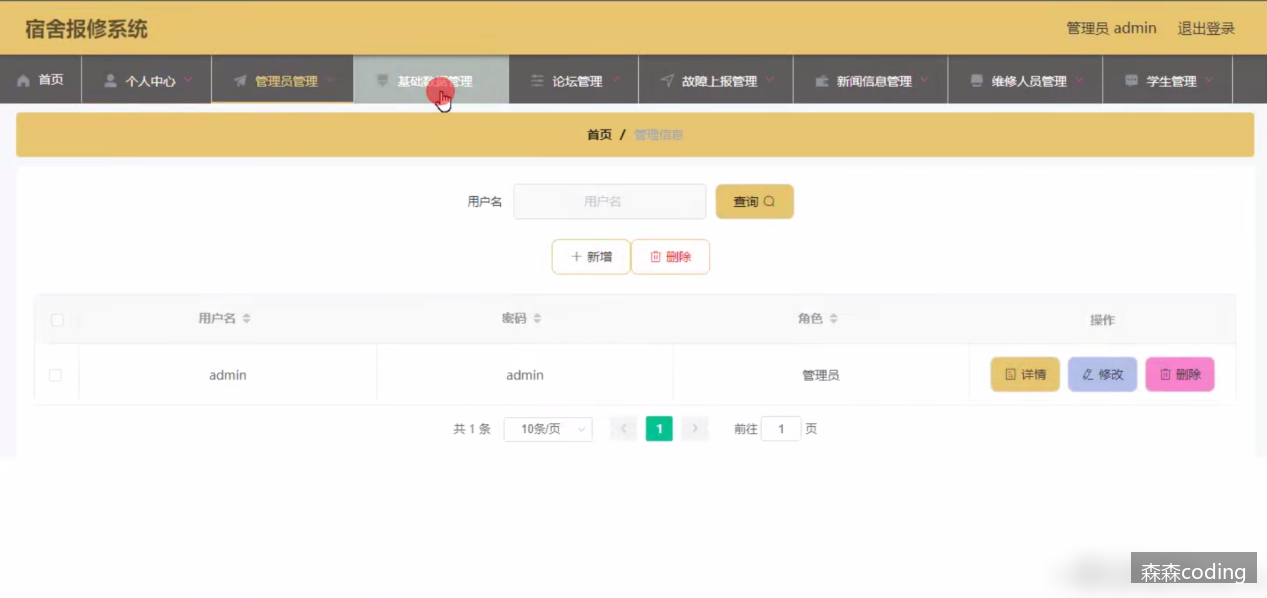 宿舍报修系统
管理员 admin 退出登录
首页 个人中心 管理员管理 基础数据管理 论坛管理 故障上报管理 新闻信息管理 维修人员管理 学生管理
首页 / 管理信息
用户名 用户名 查询
新增 删除
用户名 密码 角色 操作
admin admin 管理员 详情 修改 删除
共 1 条 10条/页 1 前往 1 页
森森coding